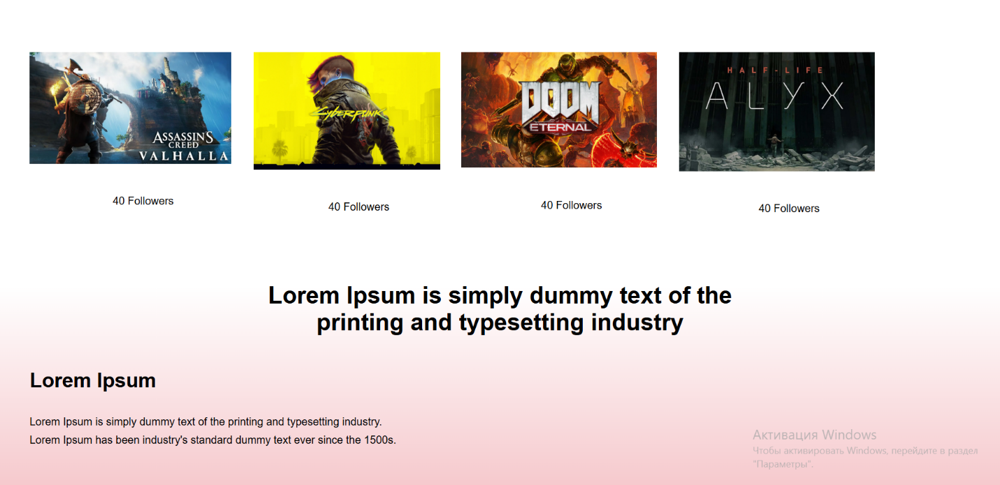 ASSASSIN'S
CREED
VALHALLA
Cyberpunk
DOOM
ETERNAL
HALF-LIFE
ALYX
40 Followers
40 Followers
40 Followers
40 Followers
Lorem Ipsum is simply dummy text of the
printing and typesetting industry
Lorem Ipsum
Lorem Ipsum is simply dummy text of the printing and typesetting industry.
Lorem Ipsum has been industry's standard dummy text ever since the 1500s.
Активация Windows
Чтобы активировать Windows, перейдите в раздел
"Параметры".